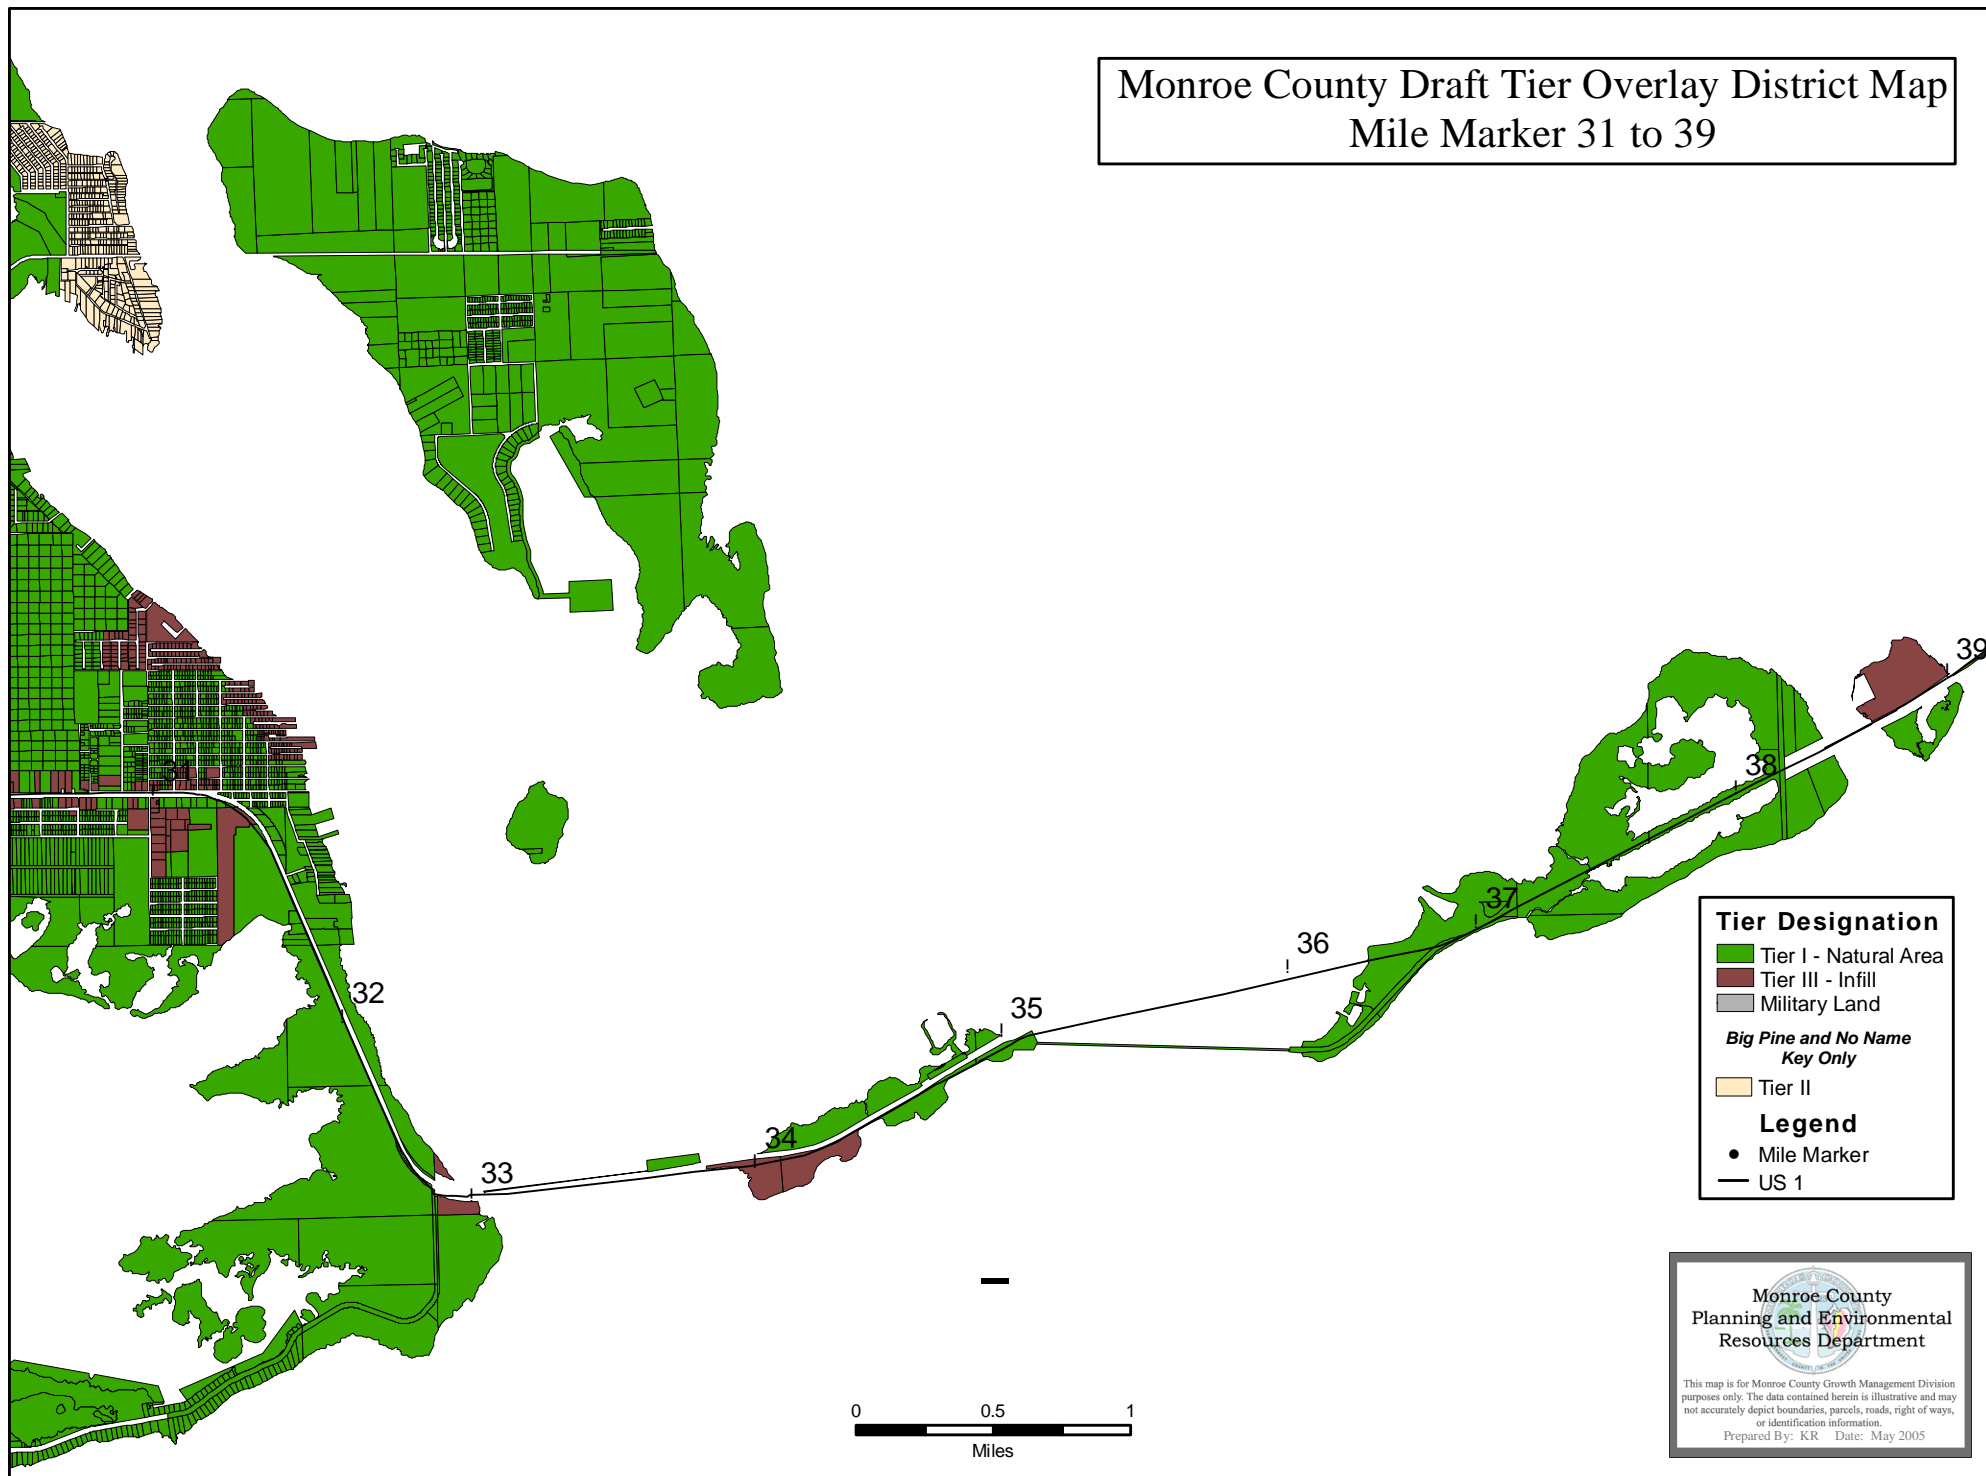 Monroe County Draft Tier Overlay District Map
Mile Marker 31 to 39
39
38
37
36
35
34
33
32
31
Tier Designation
Tier I - Natural Area
Tier III - Infill
Military Land
Big Pine and No Name
Key Only
Tier II
Legend
Mile Marker
US 1
Monroe County
Planning and Environmental
Resources Department
This map is for Monroe County Growth Management Division
purposes only. The data contained herein is illustrative and may
not accurately depict boundaries, parcels, roads, right of ways,
or identification information.
Prepared By: KR Date: May 2005
0 0.5 1
Miles